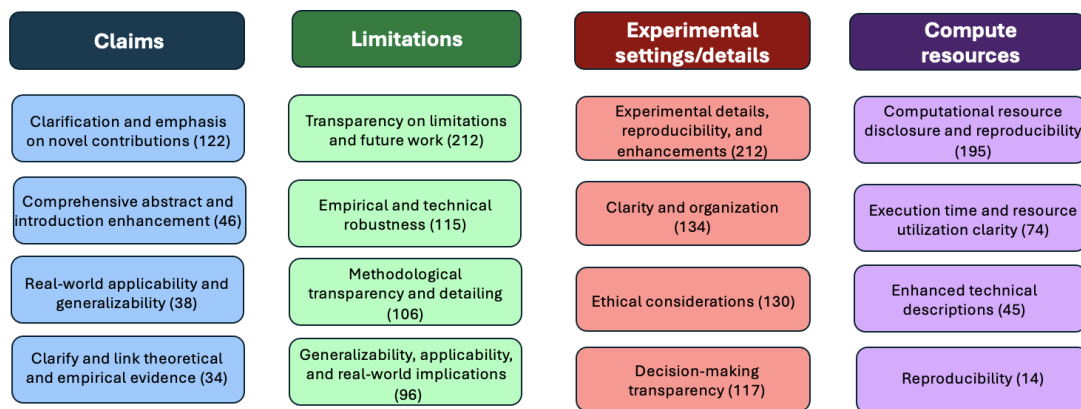 Claims
Clarification and emphasis
on novel contributions (122)
Comprehensive abstract and
introduction enhancement (46)
Real-world applicability and
generalizability (38)
Clarify and link theoretical
and empirical evidence (34)
Limitations
Transparency on limitations
and future work (212)
Empirical and technical
robustness (115)
Methodological
transparency and detailing
(106)
Generalizability, applicability,
and real-world implications
(96)
Experimental
settings/details
Experimental details,
reproducibility, and
enhancements (212)
Clarity and organization
(134)
Ethical considerations (130)
Decision-making
transparency (117)
Compute
resources
Computational resource
disclosure and reproducibility
(195)
Execution time and resource
utilization clarity (74)
Enhanced technical
descriptions (45)
Reproducibility (14)